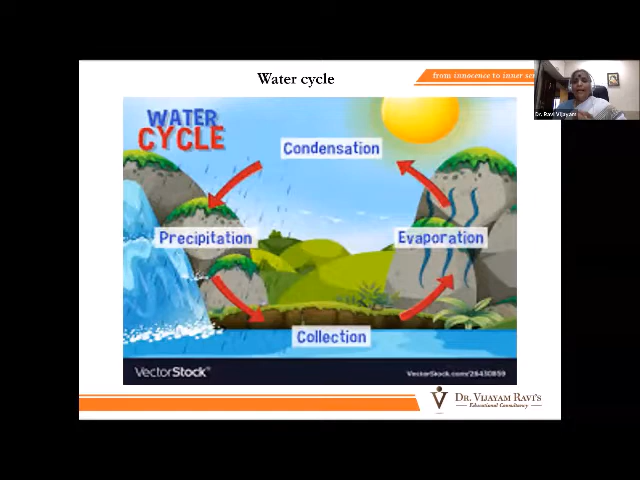 Water cycle
from innocence to inner se
Dr. Ravi Vijayam
WATER
CYCLE
Condensation
Precipitation
Evaporation
Collection
VectorStock®
VectorStock.com/26430859
DR. VIJAYAM RAVI'S
Educational Consultancy